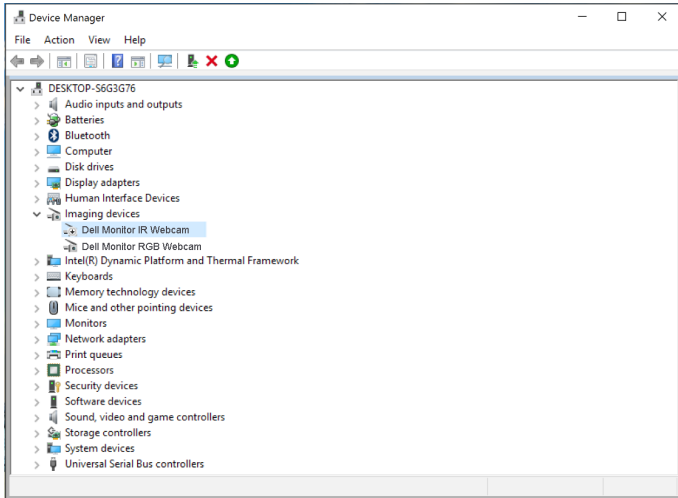 Device Manager
File Action View Help
DESKTOP-S6G3G76
Audio inputs and outputs
Batteries
Bluetooth
Computer
Disk drives
Display adapters
Human Interface Devices
Imaging devices
Dell Monitor IR Webcam
Dell Monitor RGB Webcam
Intel(R) Dynamic Platform and Thermal Framework
Keyboards
Memory technology devices
Mice and other pointing devices
Monitors
Network adapters
Print queues
Processors
Security devices
Software devices
Sound, video and game controllers
Storage controllers
System devices
Universal Serial Bus controllers